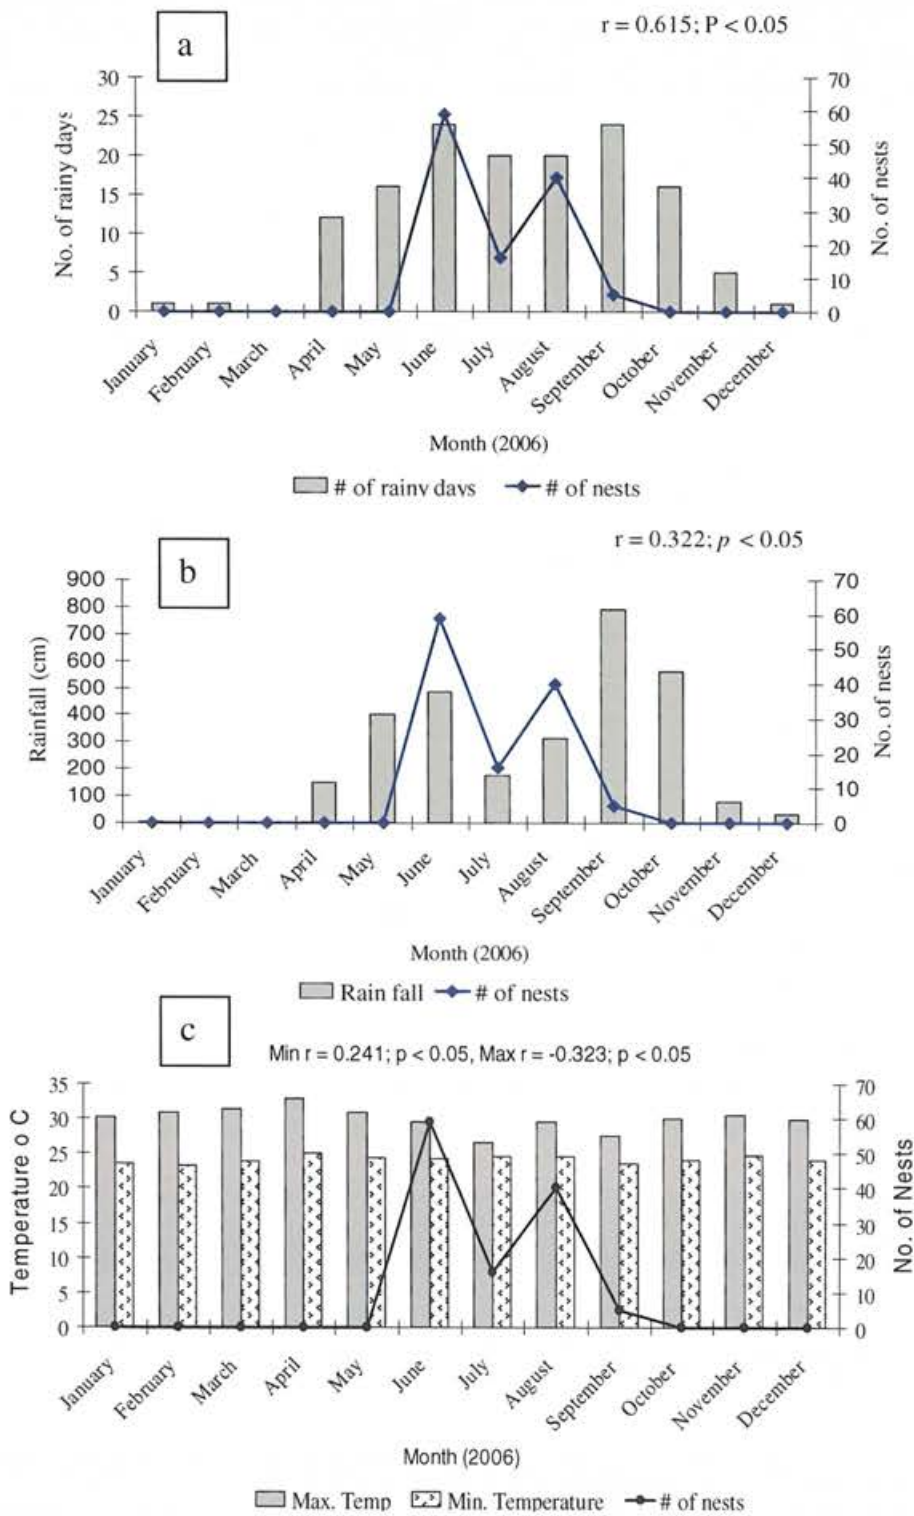 a
r = 0.615; P < 0.05
No. of rainy days
30
25
20
15
10
5
0
70
60
50
40
30
20
10
0
No. of nests
January
February
March
April
May
June
July
August
September
October
November
December
Month (2006)
# of rainy days
# of nests
b
r = 0.322; p < 0.05
Rainfall (cm)
900
800
700
600
500
400
300
200
100
0
70
60
50
40
30
20
10
0
No. of nests
January
February
March
April
May
June
July
August
September
October
November
December
Month (2006)
Rain fall
# of nests
c
Min r = 0.241; p < 0.05, Max r = -0.323; p < 0.05
Temperature o C
35
30
25
20
15
10
5
0
70
60
50
40
30
20
10
0
No. of Nests
January
February
March
April
May
June
July
August
September
October
November
December
Month (2006)
Max. Temp
Min. Temperature
# of nests